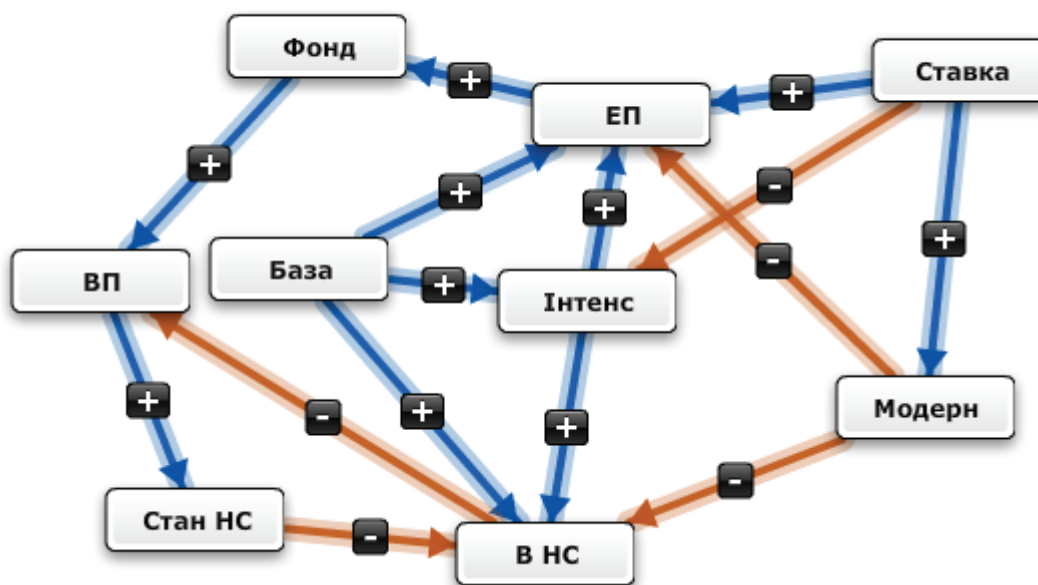 Фонд
Ставка
+
+
ЕП
+
+
-
+
+
База
-
ВП
+
Інтенс
+
+
-
+
+
Модерн
-
Стан НС
-
В НС